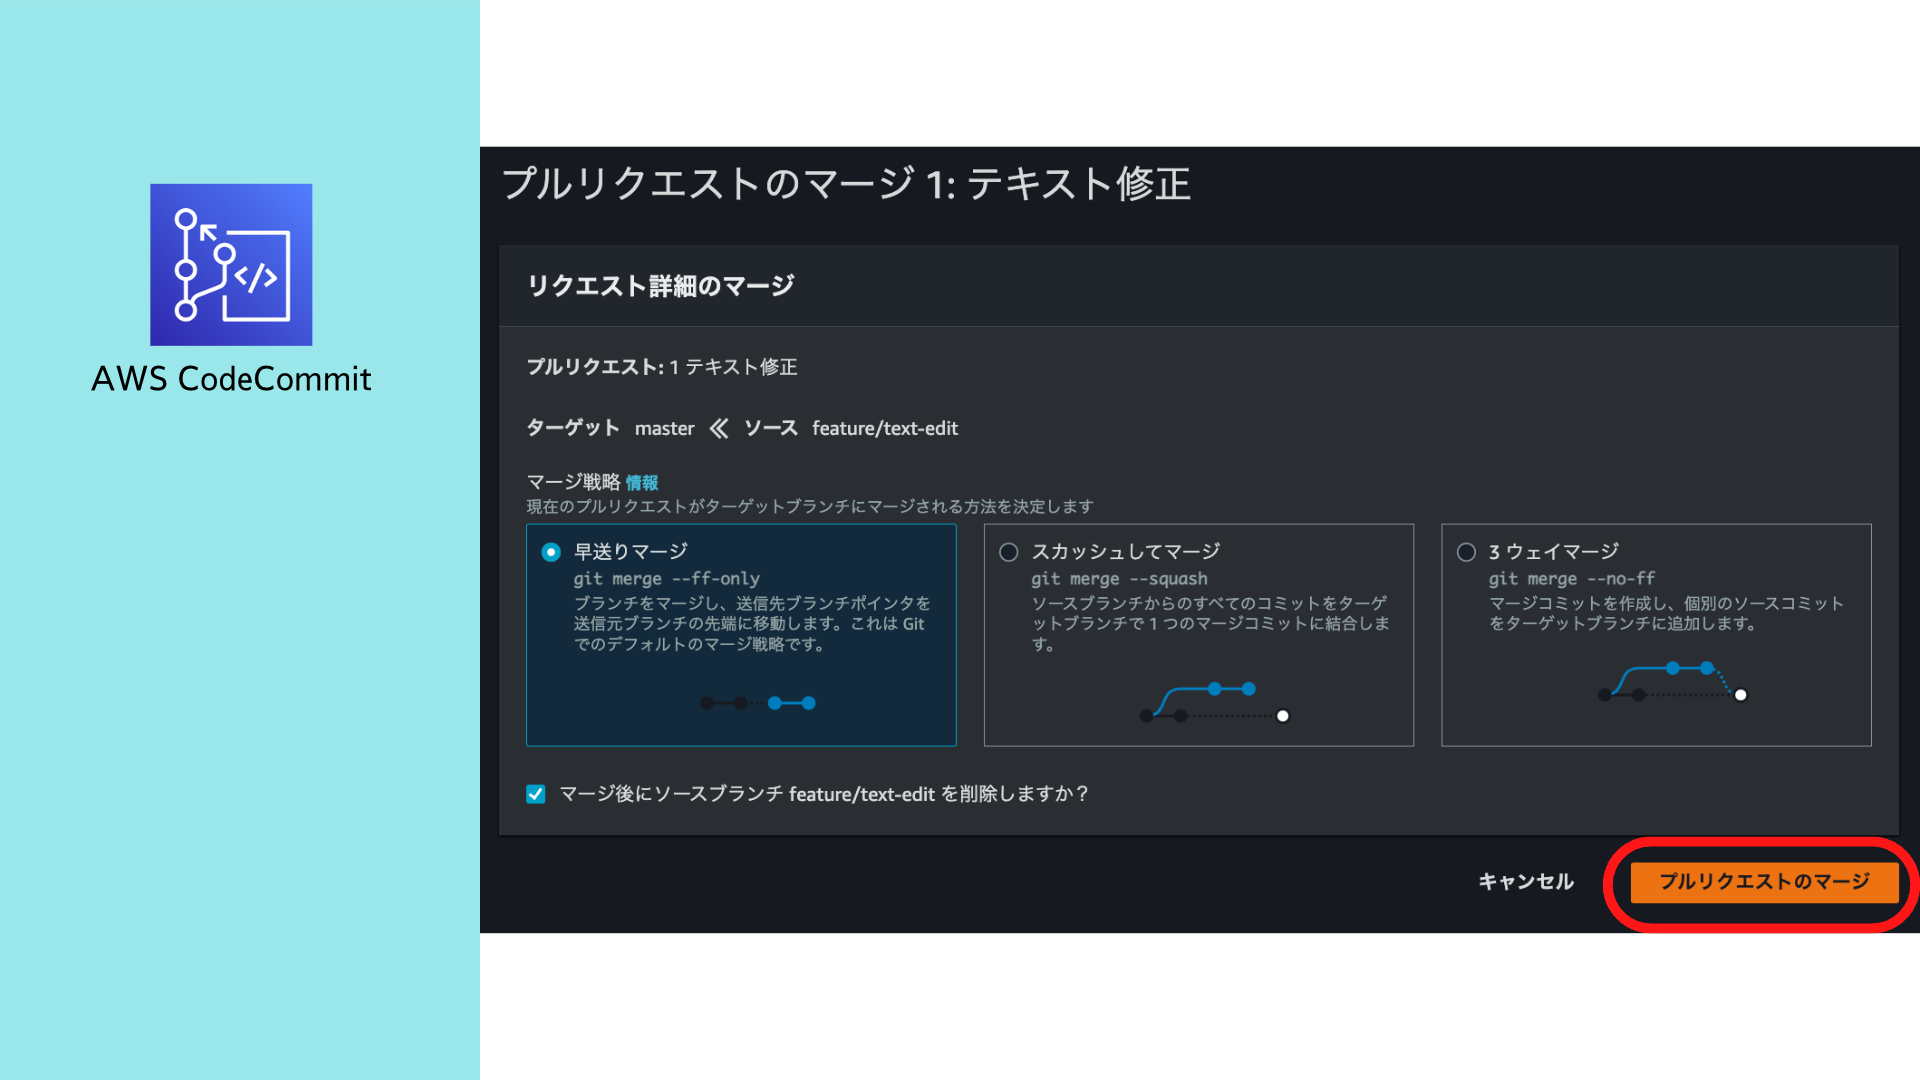 AWS CodeCommit
プルリクエストのマージ 1: テキスト修正
リクエスト詳細のマージ
プルリクエスト: 1 テキスト修正
ターゲット master ≪ ソース feature/text-edit
マージ戦略 情報
現在のプルリクエストがターゲットブランチにマージされる方法を決定します
早送りマージ
git merge --ff-only
ブランチをマージし、送信先ブランチポインタを
送信元ブランチの先端に移動します。これは Git
でのデフォルトのマージ戦略です。
スカッシュしてマージ
git merge --squash
ソースブランチからのすべてのコミットをターゲ
ットブランチで 1 つのマージコミットに結合しま
す。
3 ウェイマージ
git merge --no-ff
マージコミットを作成し、個別のソースコミット
をターゲットブランチに追加します。
マージ後にソースブランチ feature/text-edit を削除しますか？
キャンセル
プルリクエストのマージ